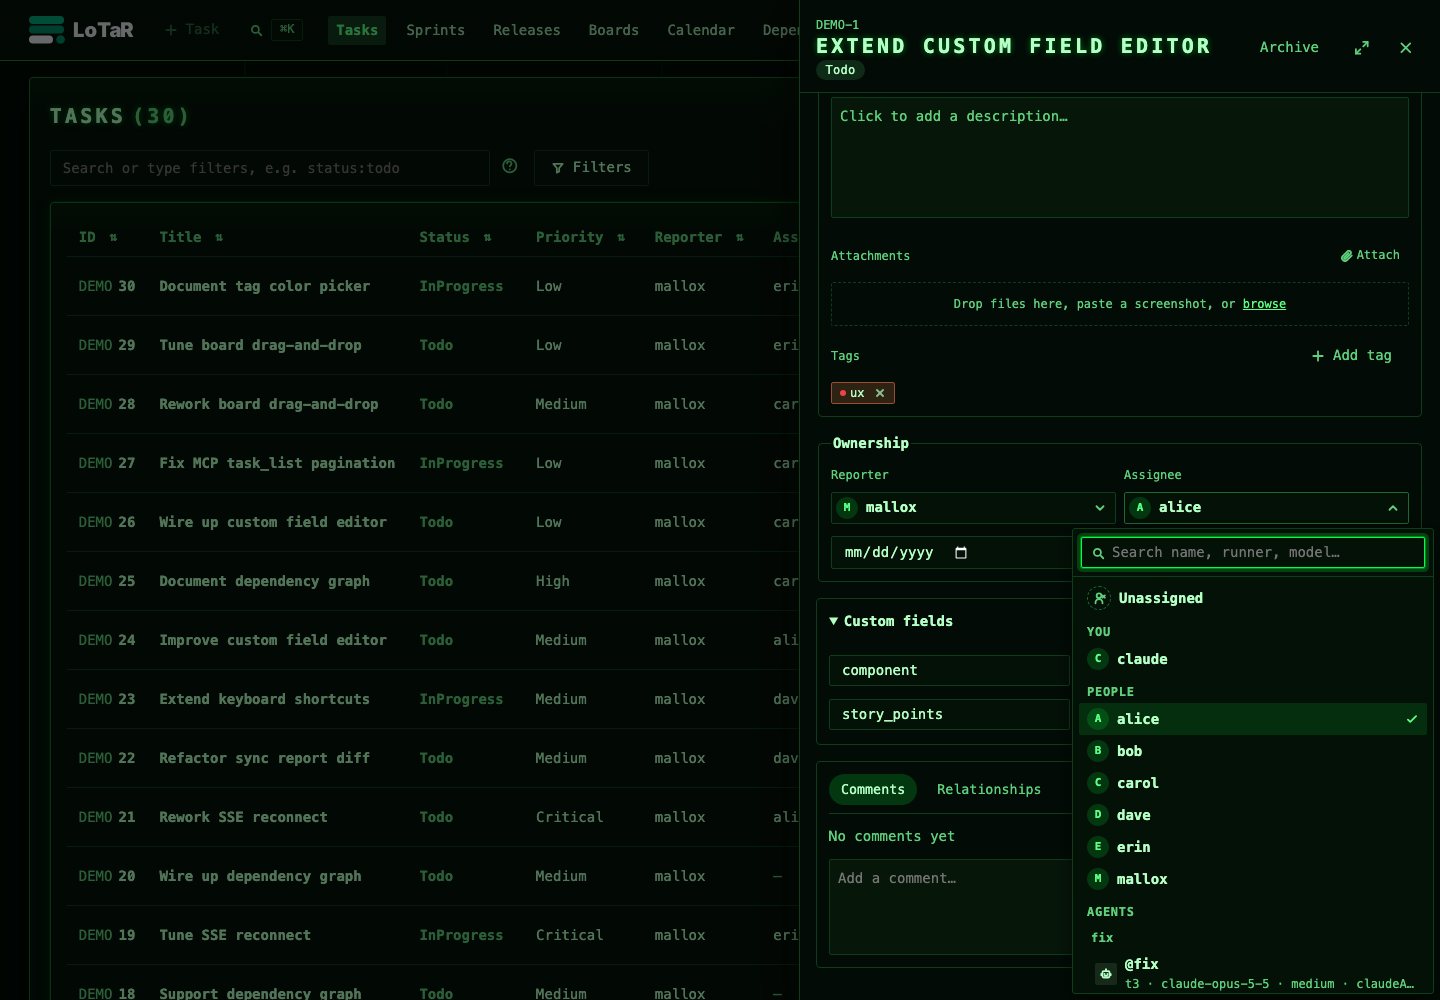 LoTaR
+ Task
⌘K
Tasks
Sprints
Releases
Boards
Calendar
TASKS (30)
Search or type filters, e.g. status:todo
Filters
ID Title Status Priority Reporter
DEMO 30 Document tag color picker InProgress Low mallox
DEMO 29 Tune board drag-and-drop Todo Low mallox
DEMO 28 Rework board drag-and-drop Todo Medium mallox
DEMO 27 Fix MCP task_list pagination InProgress Low mallox
DEMO 26 Wire up custom field editor Todo Low mallox
DEMO 25 Document dependency graph Todo High mallox
DEMO 24 Improve custom field editor Todo Medium mallox
DEMO 23 Extend keyboard shortcuts InProgress Medium mallox
DEMO 22 Refactor sync report diff Todo Medium mallox
DEMO 21 Rework SSE reconnect Todo Critical mallox
DEMO 20 Wire up dependency graph Todo Medium mallox —
DEMO 19 Tune SSE reconnect InProgress Critical mallox
DEMO 18 Support dependency graph Todo Medium mallox —
DEMO-1
EXTEND CUSTOM FIELD EDITOR
Todo
Archive
Click to add a description…
Attachments
Attach
Drop files here, paste a screenshot, or browse
Tags
+ Add tag
ux ×
Ownership
Reporter
Assignee
M mallox
A alice
mm/dd/yyyy
Custom fields
component
story_points
Comments
Relationships
No comments yet
Add a comment…
Search name, runner, model…
Unassigned
YOU
C claude
PEOPLE
A alice
B bob
C carol
D dave
E erin
M mallox
AGENTS
fix
@fix
t3 · claude-opus-5-5 · medium · claudeA…